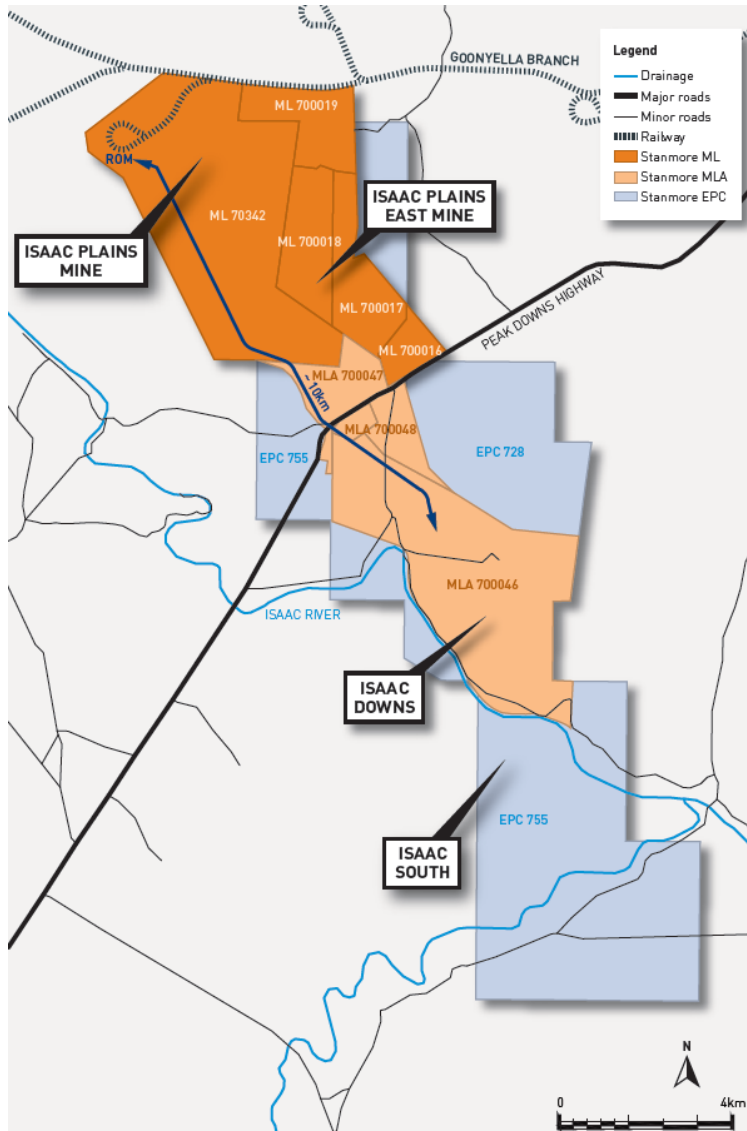 GOONYELLA BRANCH
Legend
Drainage
Major roads
Minor roads
Railway
Stanmore ML
Stanmore MLA
Stanmore EPC
ML 700019
ROM
ISAAC PLAINS
EAST MINE
ML 70342
ISAAC PLAINS
MINE
ML 700018
ML 700017
PEAK DOWNS HIGHWAY
ML 700016
MLA 700047
~10km
MLA 700048
EPC 755
EPC 728
MLA 700046
ISAAC RIVER
ISAAC
DOWNS
EPC 755
ISAAC
SOUTH
N
0
4km